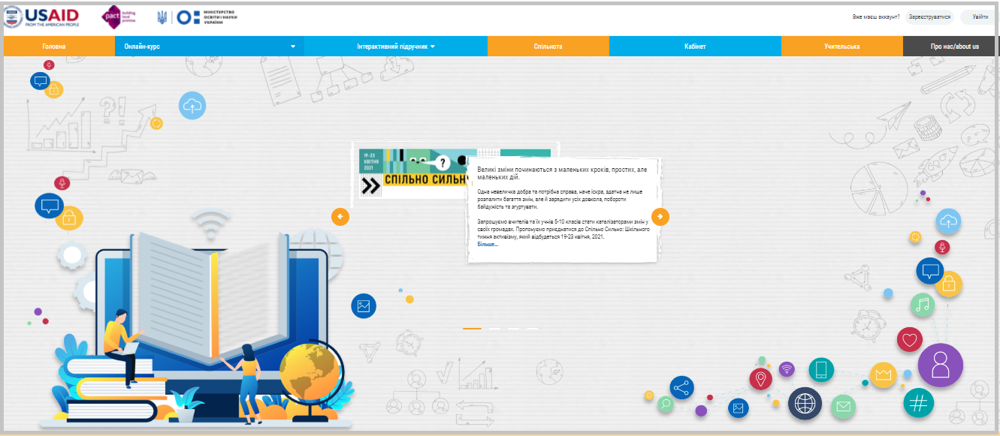 USAID
FROM THE AMERICAN PEOPLE
pact
building
local
promise.
МІНІСТЕРСТВО
ОСВІТИ І НАУКИ
УКРАЇНИ
Вже маєш аккаунт?
Зареєструватися
Увійти
Головна
Онлайн-курс
Інтерактивний підручник
Спільнота
Кабінет
Учительська
Про нас/about us
?!
19-23
КВІТНЯ
2021
?
СПІЛЬНО СИЛЬН
Великі зміни починаються з маленьких кроків, простих, але
маленьких дій.
Одна невеличка добра та потрібна справа, наче іскра, здатна не лише
розпалити багаття змін, але й зарядити усіх довкола, побороти
байдужість та згуртувати.
Запрошуємо вчителів та їх учнів 5-10 класів стати каталізаторами змін у
своїх громадах. Пропонуємо приєднатися до Спільно Сильно: Шкільного
тижня активізму, який відбудеться 19-23 квітня, 2021.
Більше...
#